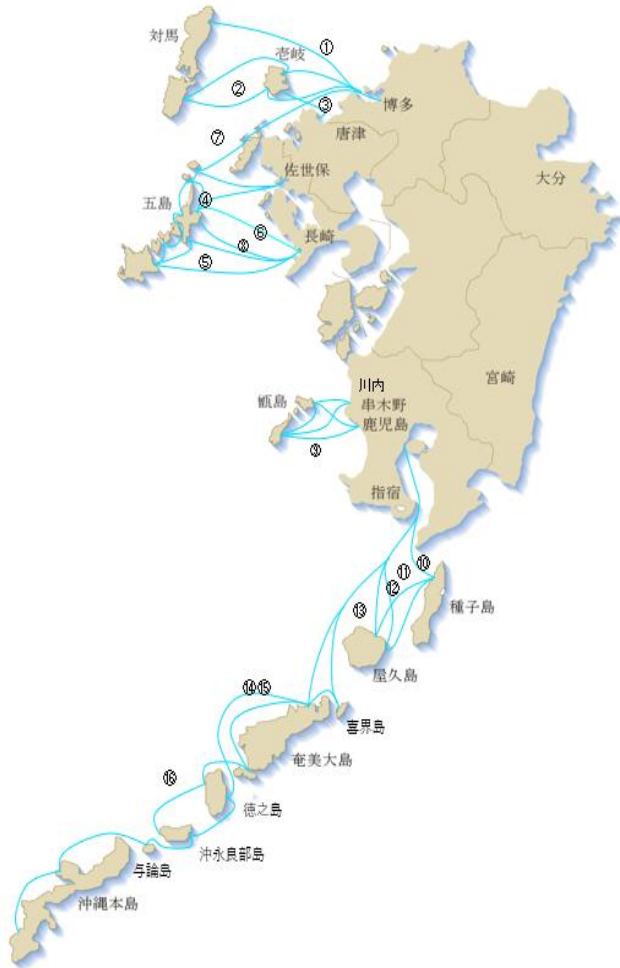 対馬
①
壱岐
②
③
博多
⑦
唐津
佐世保
大分
五島
④
⑥
長崎
⑧
⑤
川内
宮崎
甑島
串木野
鹿児島
⑨
指宿
⑩
⑪
⑫
⑬
種子島
屋久島
⑭⑮
喜界島
奄美大島
⑯
徳之島
沖永良部島
与論島
沖縄本島